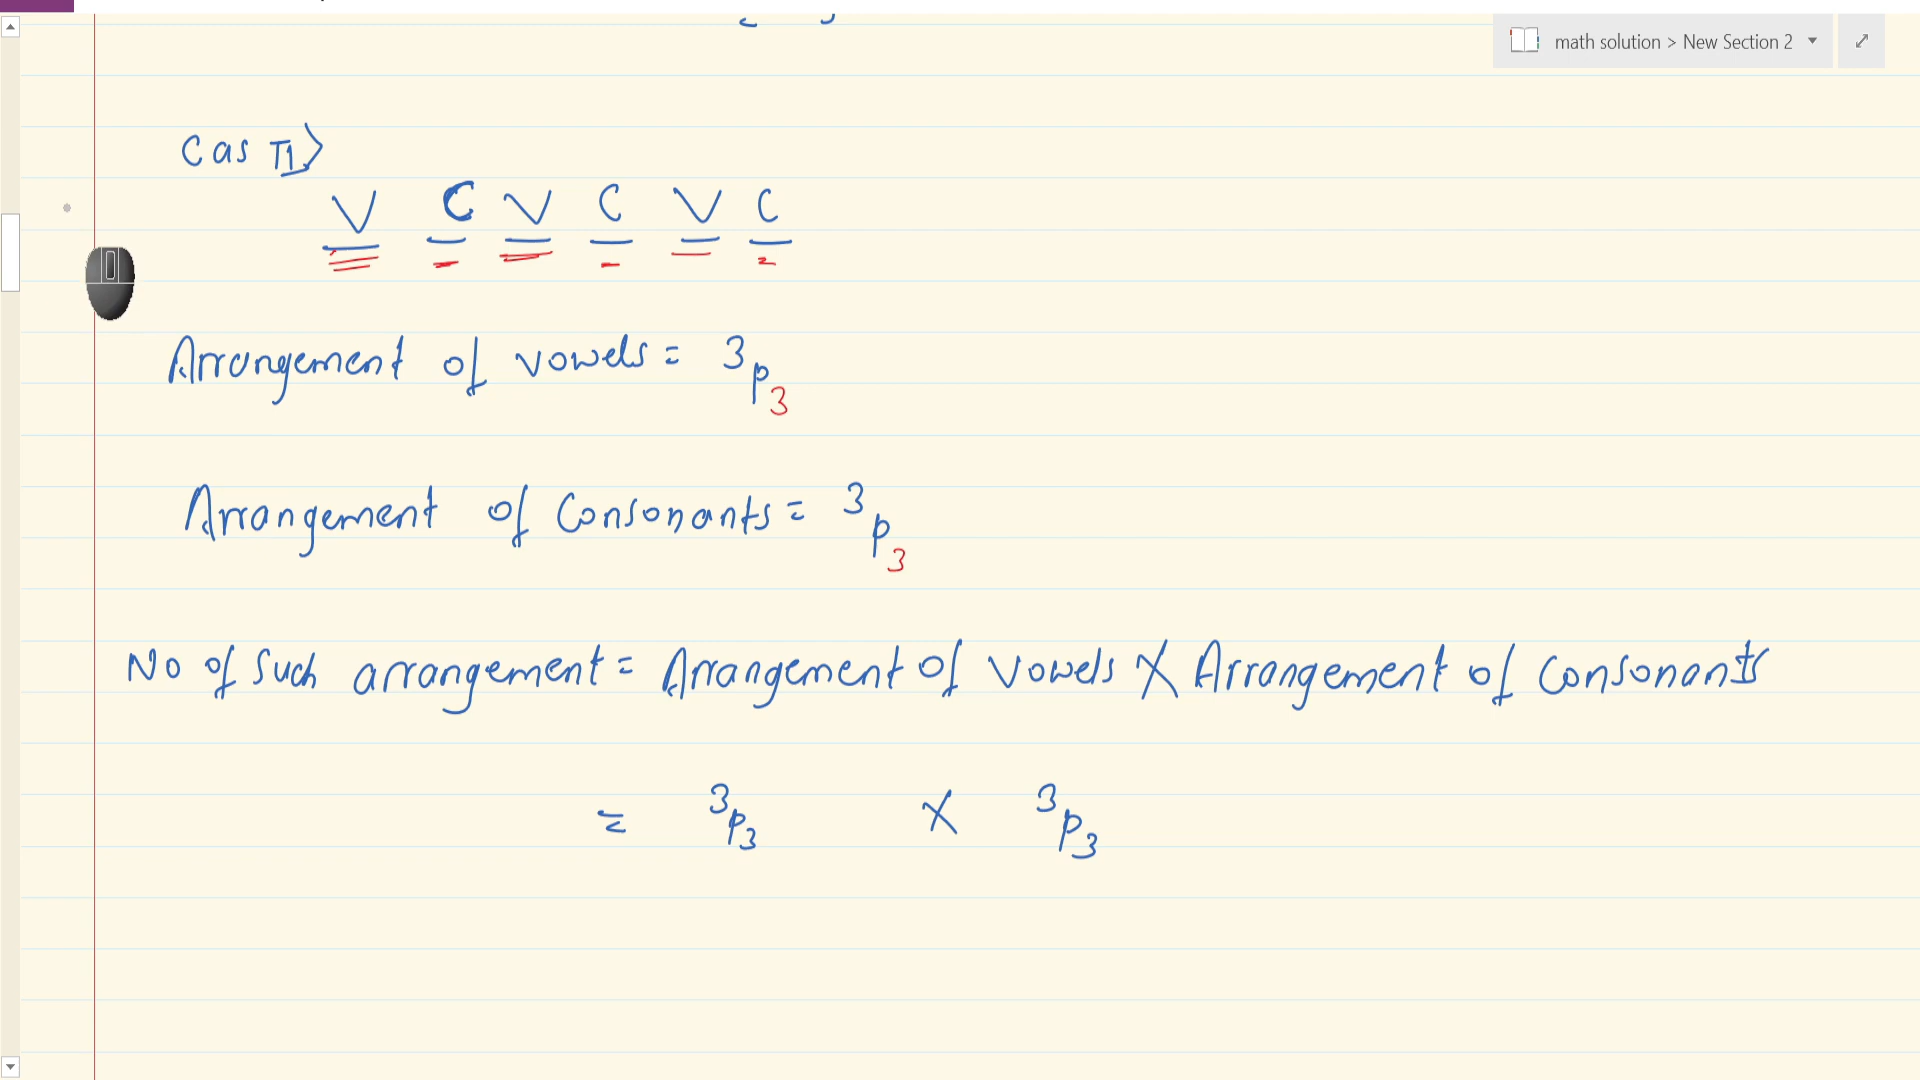 math solution > New Section 2
Cas II>
V C V C V C
Arrangement of vowels = 3p3
Arrangement of Consonants = 3p3
No of Such arrangement = Arrangement of Vowels X Arrangement of Consonants
= 3p3 X 3p3